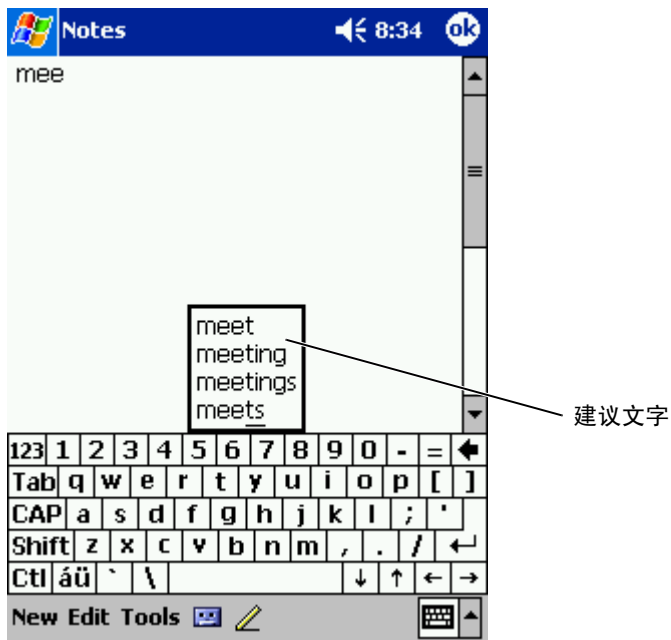 Notes 8:34 ok
mee
meet
meeting
meetings
meets
建议文字
123 1 2 3 4 5 6 7 8 9 0 - =
Tab q w e r t y u i o p [ ]
CAP a s d f g h j k l ; '
Shift z x c v b n m , . /
Ctl áü ` \ ↓ ↑ ← →
New Edit Tools